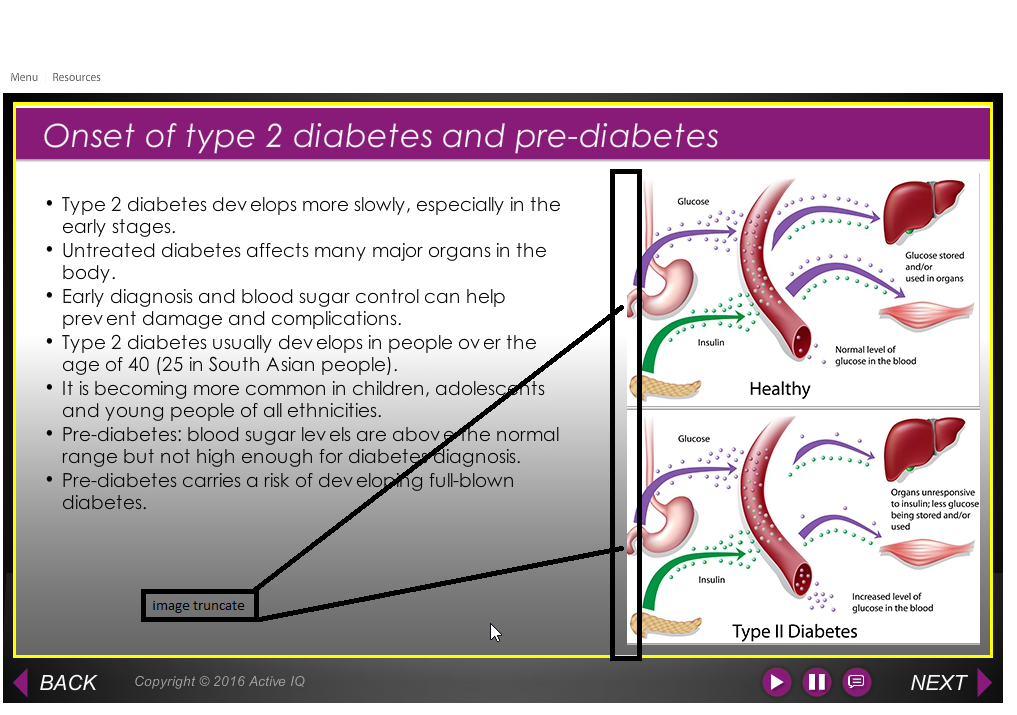 Menu Resources
Onset of type 2 diabetes and pre-diabetes
• Type 2 diabetes develops more slowly, especially in the
early stages.
• Untreated diabetes affects many major organs in the
body.
• Early diagnosis and blood sugar control can help
prevent damage and complications.
• Type 2 diabetes usually develops in people over the
age of 40 (25 in South Asian people).
• It is becoming more common in children, adolescents
and young people of all ethnicities.
• Pre-diabetes: blood sugar levels are above the normal
range but not high enough for diabetes diagnosis.
• Pre-diabetes carries a risk of developing full-blown
diabetes.
image truncate
Glucose
Glucose stored
and/or
used in organs
Insulin
Normal level of
glucose in the blood
Healthy
Glucose
Organs unresponsive
to insulin; less glucose
being stored and/or
used
Insulin
Increased level of
glucose in the blood
Type II Diabetes
BACK
Copyright © 2016 Active IQ
NEXT